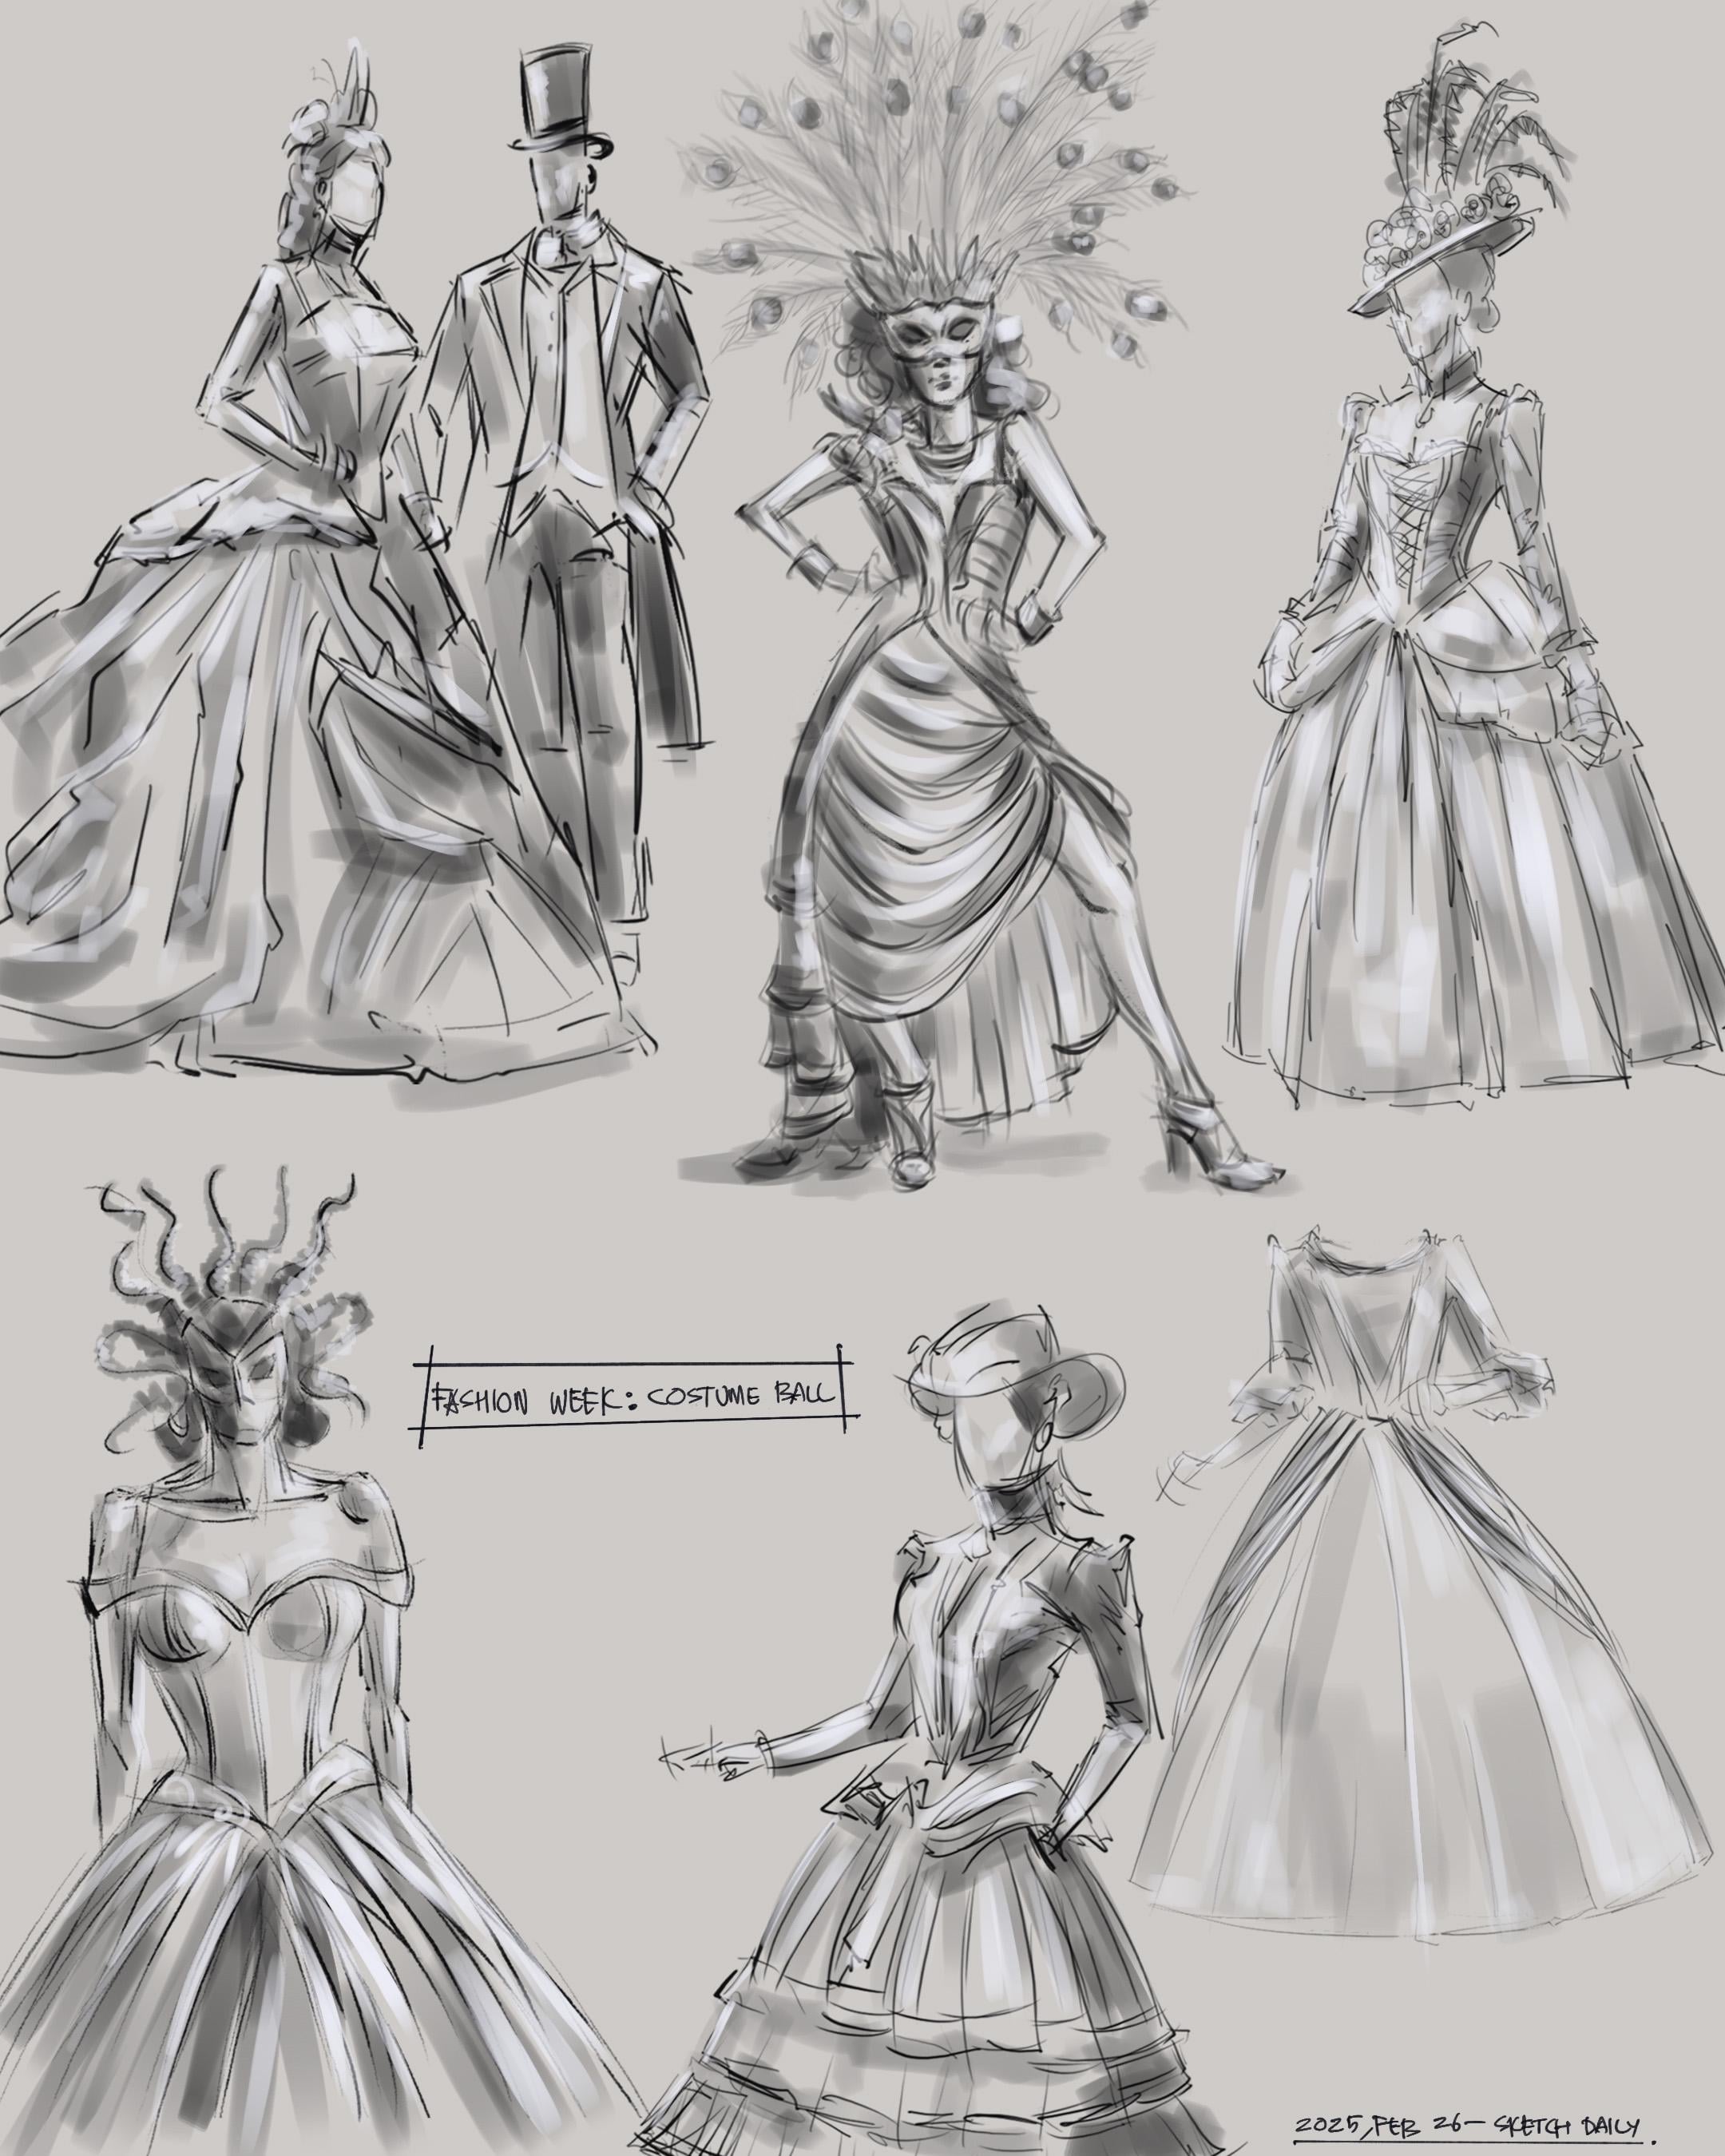 FASHION WEEK: COSTUME BALL
2025, FEB 26 — SKETCH DAILY.